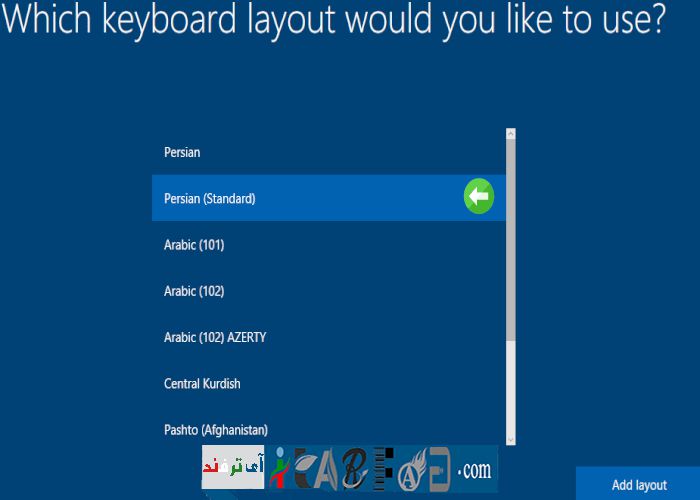 Which keyboard layout would you like to use?
Persian
Persian (Standard)
Arabic (101)
Arabic (102)
Arabic (102) AZERTY
Central Kurdish
Pashto (Afghanistan)
آی ترفند
.com
Add layout